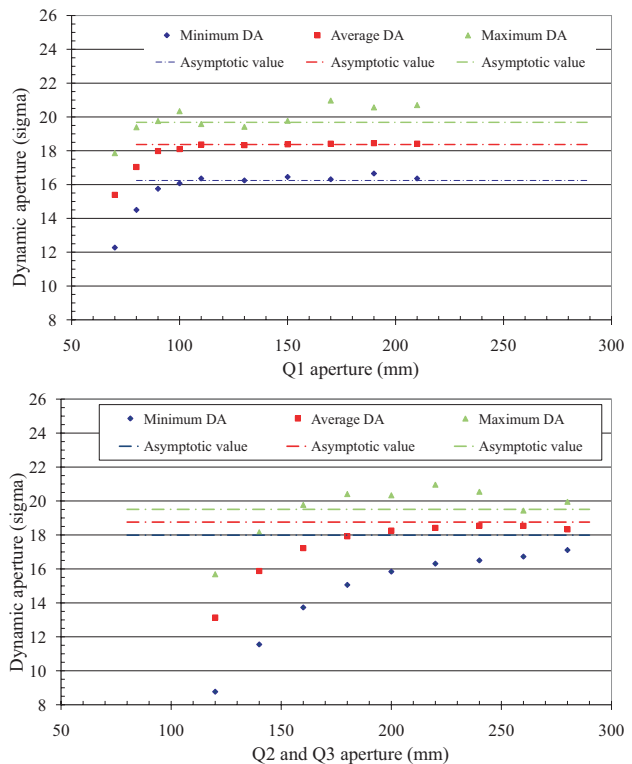 26
24
22
20
18
16
14
12
10
8
Dynamic aperture (sigma)
Minimum DA Average DA Maximum DA
Asymptotic value Asymptotic value Asymptotic value
50 100 150 200 250 300
Q1 aperture (mm)
26
24
22
20
18
16
14
12
10
8
Dynamic aperture (sigma)
Minimum DA Average DA Maximum DA
Asymptotic value Asymptotic value Asymptotic value
50 100 150 200 250 300
Q2 and Q3 aperture (mm)